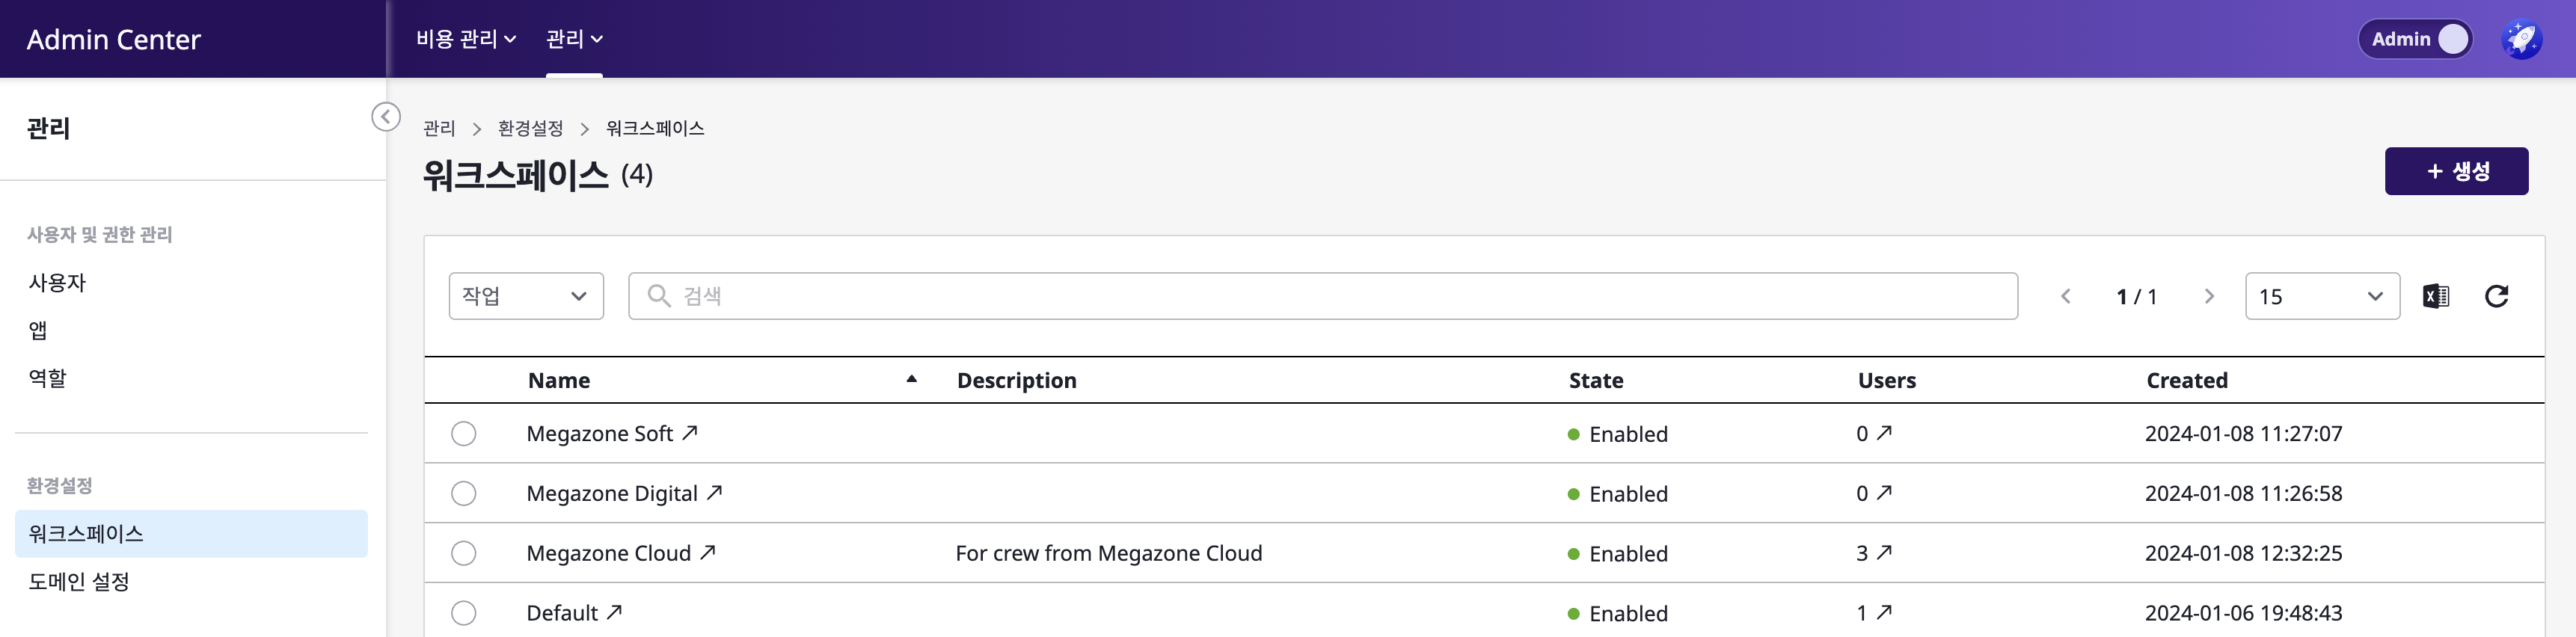 Admin Center
비용 관리
관리
Admin
관리
사용자 및 권한 관리
사용자
앱
역할
환경설정
워크스페이스
도메인 설정
관리 > 환경설정 > 워크스페이스
워크스페이스 (4)
+ 생성
작업
검색
1 / 1
15
Name Description State Users Created
Megazone Soft Enabled 0 2024-01-08 11:27:07
Megazone Digital Enabled 0 2024-01-08 11:26:58
Megazone Cloud For crew from Megazone Cloud Enabled 3 2024-01-08 12:32:25
Default Enabled 1 2024-01-06 19:48:43